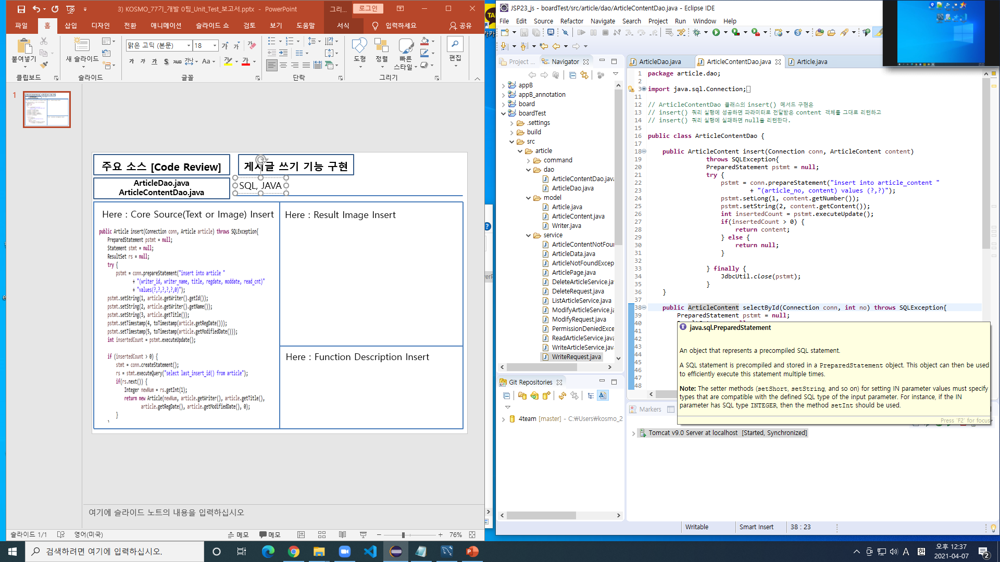 3) KOSMO_77기_개발 0팀_Unit_Test_보고서.pptx - PowerPoint
그리...
로그인
파일
홈
삽입
디자인
전환
애니메이션
슬라이드 쇼
검토
보기
도움말
서식
입력하세요
공유
붙여넣기
새 슬라이드
맑은 고딕 (본문)
18
도형
정렬
빠른
스타일
편집
클립보드
슬라이드
글꼴
단락
그리기
1
주요 소스 [Code Review]
게시글 쓰기 기능 구현
ArticleDao.java
ArticleContentDao.java
SQL, JAVA
Here : Core Source(Text or Image) Insert
public Article insert(Connection conn, Article article) throws SQLException{
PreparedStatement pstmt = null;
Statement stmt = null;
ResultSet rs = null;
try {
pstmt = conn.prepareStatement("insert into article "
+ "(writer_id, writer_name, title, regdate, moddate, read_cnt)"
+ "values(?,?,?,?,?,0)");
pstmt.setString(1, article.getWriter().getId());
pstmt.setString(2, article.getWriter().getName());
pstmt.setString(3, article.getTitle());
pstmt.setTimestamp(4, toTimestamp(article.getRegDate()));
pstmt.setTimestamp(5, toTimestamp(article.getModifiedDate()));
int insertedCount = pstmt.executeUpdate();
if (insertedCount > 0) {
stmt = conn.createStatement();
rs = stmt.executeQuery("select last_insert_id() from article");
if(rs.next()) {
Integer newNum = rs.getInt(1);
return new Article(newNum, article.getWriter(), article.getTitle(),
article.getRegDate(), article.getModifiedDate(), 0);
}
Here : Result Image Insert
Here : Function Description Insert
여기에 슬라이드 노트의 내용을 입력하십시오
슬라이드 1/1
영어(미국)
메모
메모
76%
JSP23_js - boardTest/src/article/dao/ArticleContentDao.java - Eclipse IDE
File Edit Source Refactor Navigate Search Project Run Window Help
Project ...
Navigator
appB
appB_annotation
board
boardTest
.settings
build
src
article
command
dao
ArticleContentDao.java
ArticleDao.java
model
Article.java
ArticleContent.java
Writer.java
service
ArticleContentNotFoun
ArticleData.java
ArticleNotFoundExcep
ArticlePage.java
DeleteArticleService.jav
DeleteRequest.java
ListArticleService.java
ModifyArticleService.ja
ModifyRequest.java
PermissionDeniedExce
ReadArticleService.java
WriteArticleService.java
WriteRequest.java
Git Repositories
4team [master] - C:₩Users₩kosmo_2
ArticleDao.java
ArticleContentDao.java
Article.java
1 package article.dao;
2
3 import java.sql.Connection;
11
12 // ArticleContentDao 클래스의 insert() 메서드 구현은
13 // insert() 쿼리 실행에 성공하면 파라미터로 전달받은 content 객체를 그대로 리턴하고
14 // insert() 쿼리 실행에 실패하면 null을 리턴한다.
15
16 public class ArticleContentDao {
17
18 public ArticleContent insert(Connection conn, ArticleContent content)
19 throws SQLException{
20 PreparedStatement pstmt = null;
21 try {
22 pstmt = conn.prepareStatement("insert into article_content "
23 + "(article_no, content) values (?,?)");
24 pstmt.setLong(1, content.getNumber());
25 pstmt.setString(2, content.getContent());
26 int insertedCount = pstmt.executeUpdate();
27 if(insertedCount > 0) {
28 return content;
29 } else {
30 return null;
31 }
32
33 } finally {
34 JdbcUtil.close(pstmt);
35 }
36 }
37
38 public ArticleContent selectById(Connection conn, int no) throws SQLException{
39 PreparedStatement pstmt = null;
40
41
42
43
44
45
46
47
48
java.sql.PreparedStatement
An object that represents a precompiled SQL statement.
A SQL statement is precompiled and stored in a PreparedStatement object. This object can then be used
to efficiently execute this statement multiple times.
Note: The setter methods (setShort, setString, and so on) for setting IN parameter values must specify
types that are compatible with the defined SQL type of the input parameter. For instance, if the IN
parameter has SQL type INTEGER, then the method setInt should be used.
Press 'F2' for focus
Markers
Tomcat v9.0 Server at localhost [Started, Synchronized]
Writable
Smart Insert
38 : 23
검색하려면 여기에 입력하십시오.
A
한
오후 12:37
2021-04-07
2